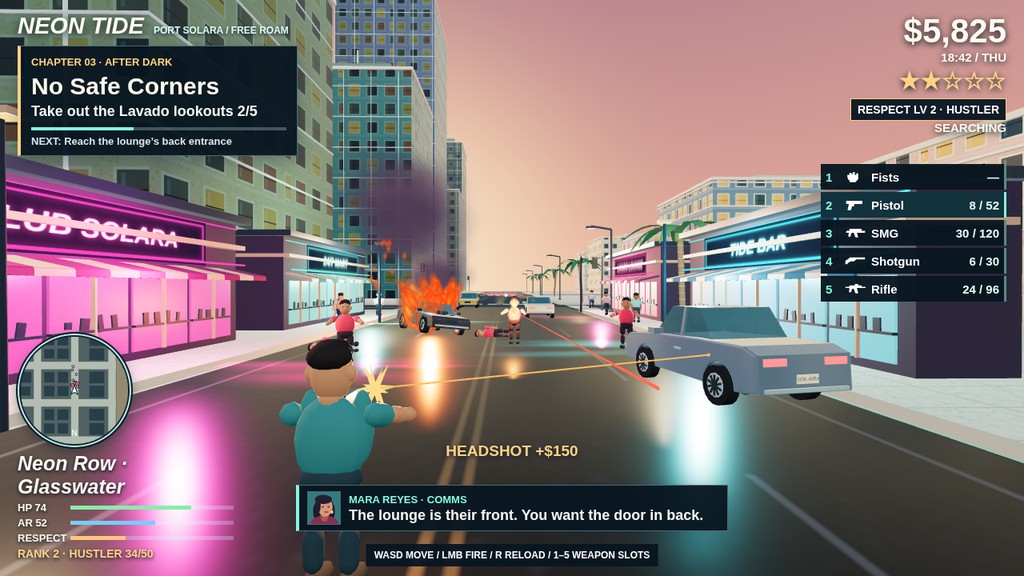 NEON TIDE PORT SOLARA / FREE ROAM
CHAPTER 03 · AFTER DARK
No Safe Corners
Take out the Lavado lookouts 2/5
NEXT: Reach the lounge's back entrance
$5,825
18:42 / THU
RESPECT LV 2 · HUSTLER
SEARCHING
1 Fists —
2 Pistol 8 / 52
3 SMG 30 / 120
4 Shotgun 6 / 30
5 Rifle 24 / 96
LUB SOLARA
TIDE BAR
SOLARA
N
HEADSHOT +$150
Neon Row ·
Glasswater
HP 74
AR 52
RESPECT
RANK 2 · HUSTLER 34/50
MARA REYES · COMMS
The lounge is their front. You want the door in back.
WASD MOVE / LMB FIRE / R RELOAD / 1–5 WEAPON SLOTS